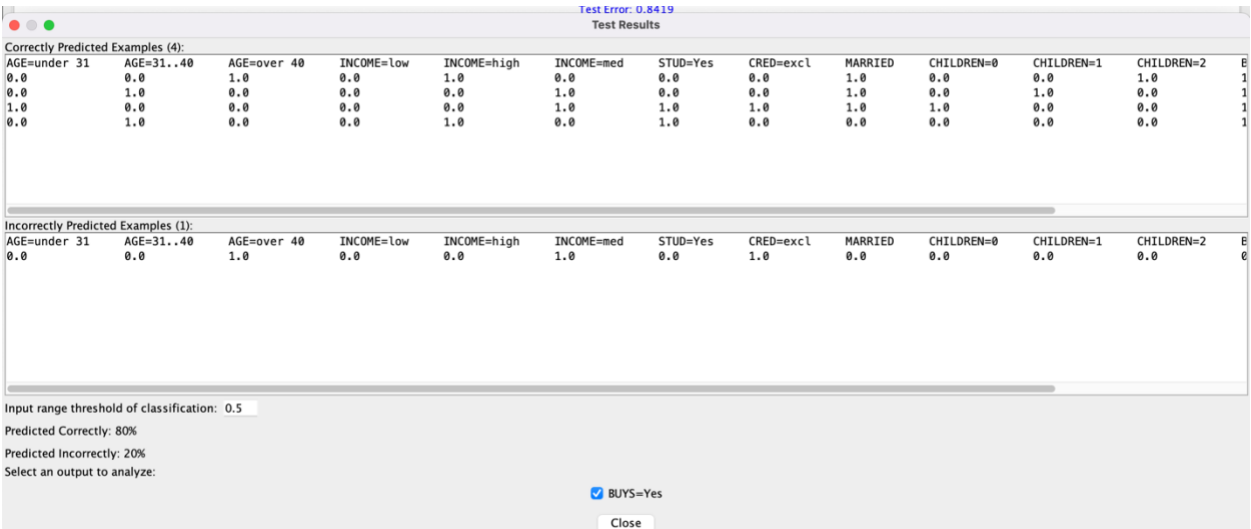 Test Error: 0.8419
Test Results
Correctly Predicted Examples (4):
AGE=under 31 AGE=31..40 AGE=over 40 INCOME=low INCOME=high INCOME=med STUD=Yes CRED=excl MARRIED CHILDREN=0 CHILDREN=1 CHILDREN=2
0.0 0.0 1.0 0.0 1.0 0.0 0.0 0.0 1.0 0.0 0.0 1.0 1
0.0 1.0 0.0 0.0 0.0 1.0 0.0 0.0 1.0 0.0 1.0 0.0 1
1.0 0.0 0.0 0.0 0.0 1.0 1.0 1.0 1.0 1.0 0.0 0.0 1
0.0 1.0 0.0 0.0 1.0 0.0 1.0 0.0 0.0 0.0 0.0 0.0 1
Incorrectly Predicted Examples (1):
AGE=under 31 AGE=31..40 AGE=over 40 INCOME=low INCOME=high INCOME=med STUD=Yes CRED=excl MARRIED CHILDREN=0 CHILDREN=1 CHILDREN=2
0.0 0.0 1.0 0.0 0.0 1.0 0.0 1.0 0.0 0.0 0.0 0.0
Input range threshold of classification: 0.5
Predicted Correctly: 80%
Predicted Incorrectly: 20%
Select an output to analyze:
BUYS=Yes
Close